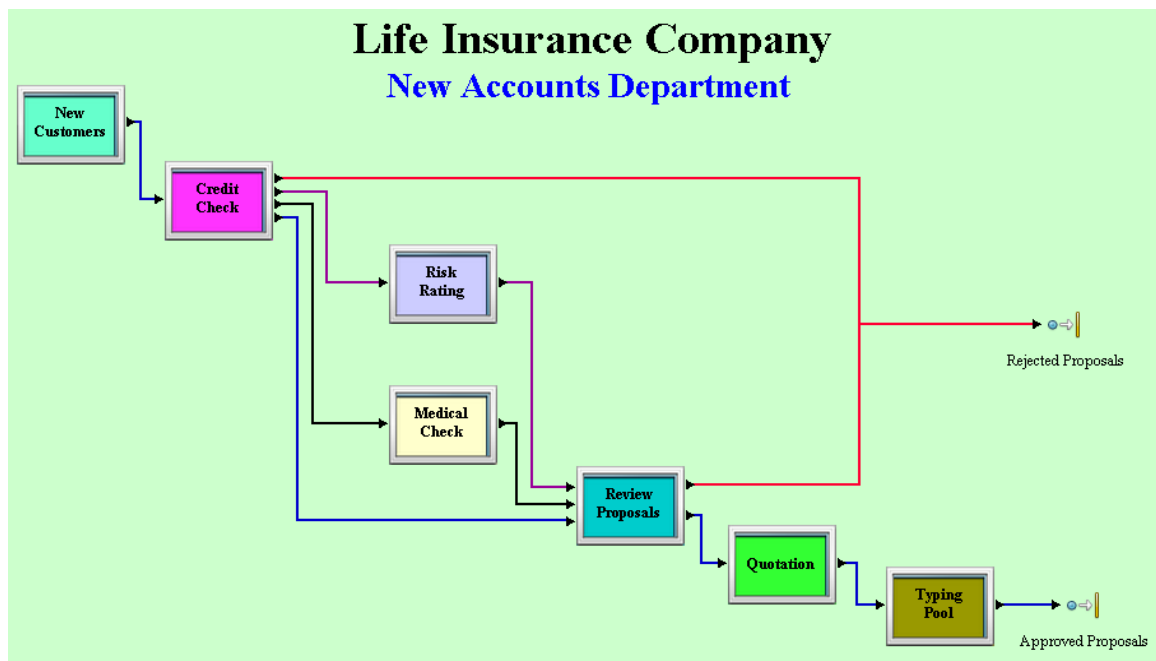 Life Insurance Company
New Accounts Department
New
Customers
Credit
Check
Risk
Rating
Rejected Proposals
Medical
Check
Review
Proposals
Quotation
Typing
Pool
Approved Proposals